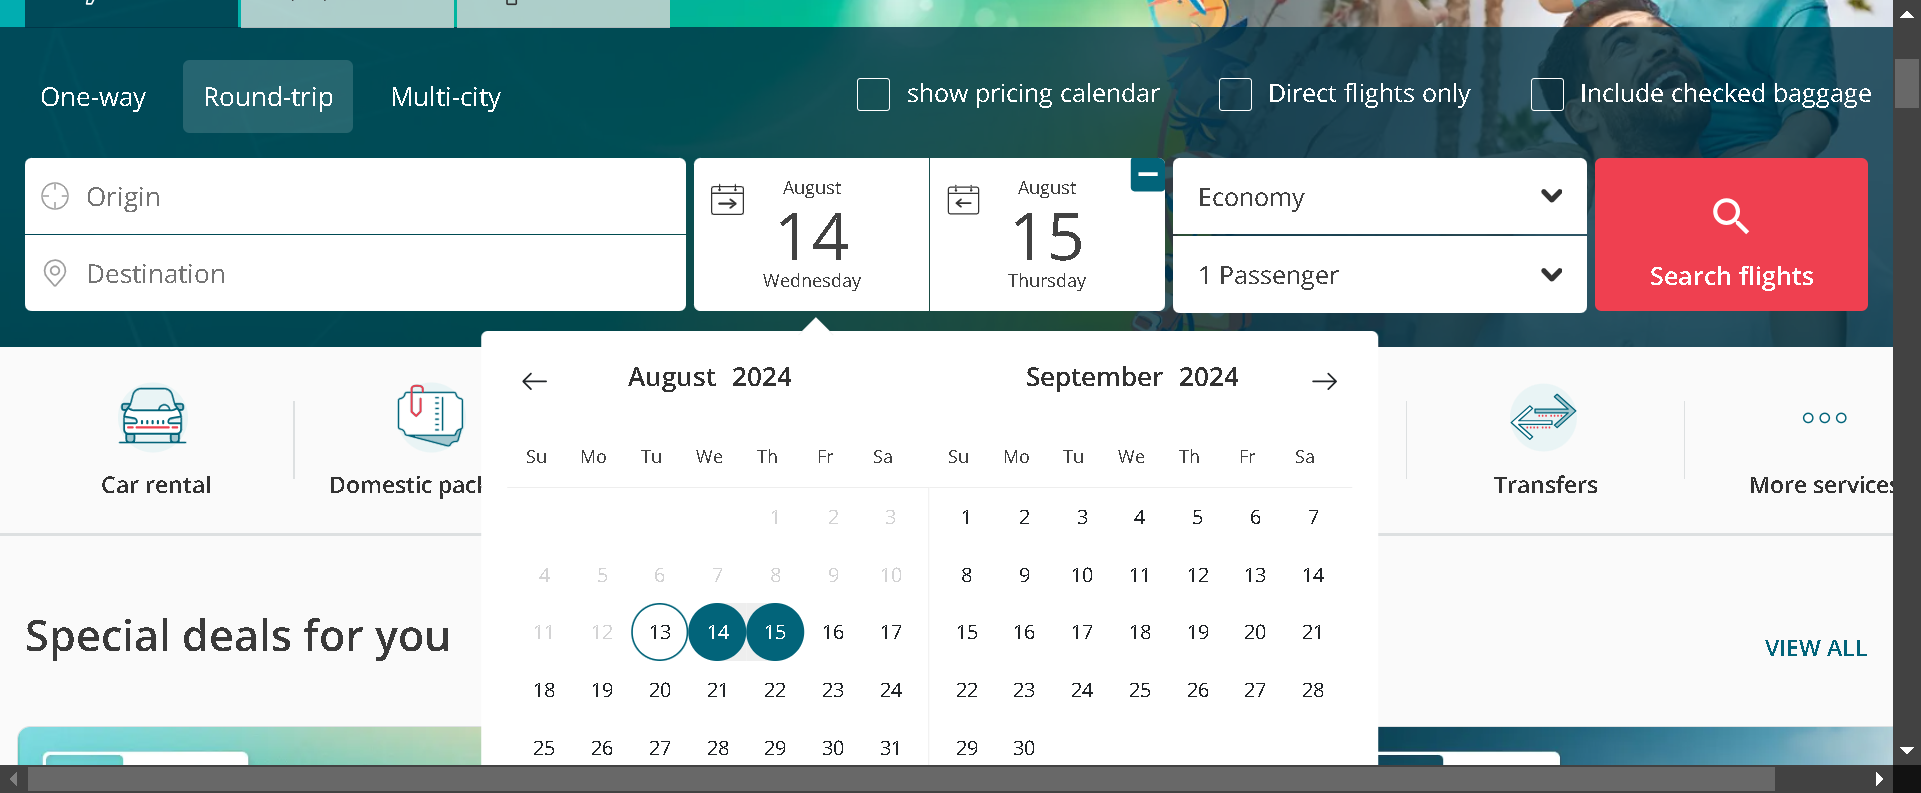 One-way Round-trip Multi-city
show pricing calendar Direct flights only Include checked baggage
Origin
Destination
August
14
Wednesday
August
15
Thursday
Economy
1 Passenger
Search flights
August 2024
Su Mo Tu We Th Fr Sa
1 2 3
4 5 6 7 8 9 10
11 12 13 14 15 16 17
18 19 20 21 22 23 24
25 26 27 28 29 30 31
September 2024
Su Mo Tu We Th Fr Sa
1 2 3 4 5 6 7
8 9 10 11 12 13 14
15 16 17 18 19 20 21
22 23 24 25 26 27 28
29 30
Car rental
Domestic pac
Transfers
More services
Special deals for you
VIEW ALL